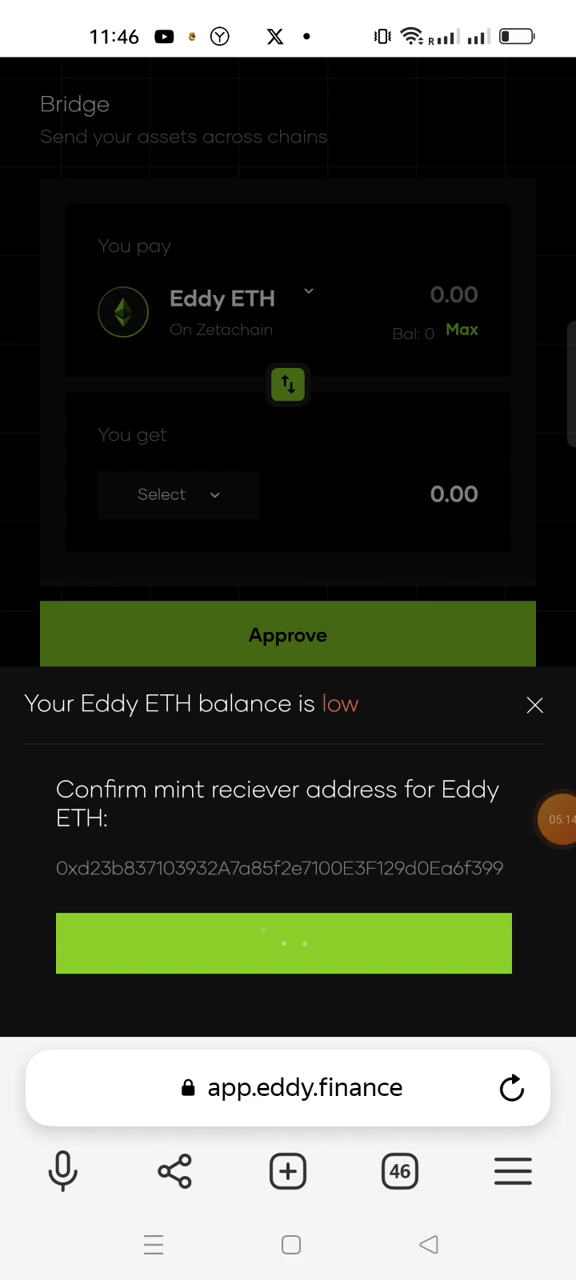 11:46
R
Bridge
Send your assets across chains
You pay
Eddy ETH
0.00
On Zetachain
Bal: 0 Max
You get
Select
0.00
Approve
Your Eddy ETH balance is low
Confirm mint reciever address for Eddy
ETH:
0xd23b837103932A7a85f2e7100E3F129d0Ea6f399
05:14
app.eddy.finance
46